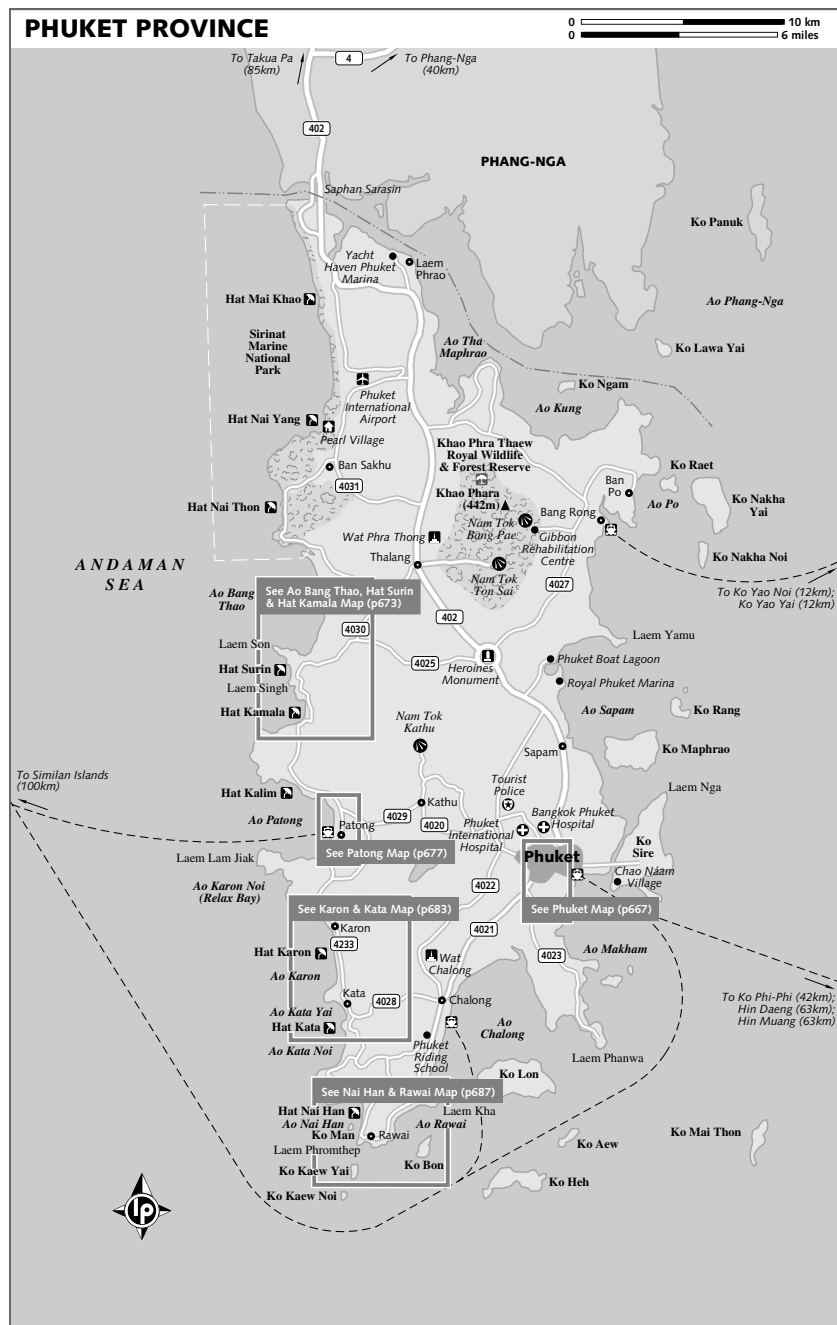 PHUKET PROVINCE
0 10 km
0 6 miles
To Takua Pa
(85km)
4
To Phang-Nga
(40km)
402
PHANG-NGA
Saphan Sarasin
Ko Panuk
Yacht
Haven Phuket
Marina
Laem
Phrao
Hat Mai Khao
Ao Phang-Nga
Sirinat
Marine
National
Park
Ao Tha
Maphrao
Ko Lawa Yai
Phuket
International
Airport
Ko Ngam
Ao Kung
Hat Nai Yang
Pearl Village
Khao Phra Thaew
Royal Wildlife
& Forest Reserve
Ban Sakhu
Ko Raet
Ban
Po
4031
Khao Phara
(442m)
Ao Po
Ko Nakha
Yai
Hat Nai Thon
Bang Rong
Nam Tok
Bang Pae
Wat Phra Thong
Gibbon
Rehabilitation
Centre
Ko Nakha Noi
Thalang
ANDAMAN
SEA
Nam Tok
Ton Sai
4027
To Ko Yao Noi (12km);
Ko Yao Yai (12km)
Ao Bang
Thao
See Ao Bang Thao, Hat Surin
& Hat Kamala Map (p673)
402
4030
Laem Yamu
Laem Son
4025
Heroines
Monument
Phuket Boat Lagoon
Hat Surin
Royal Phuket Marina
Laem Singh
Ao Sapam
Ko Rang
Hat Kamala
Nam Tok
Kathu
Sapam
Ko Maphrao
To Similan Islands
(100km)
Tourist
Police
Laem Nga
Hat Kalim
Kathu
Ao Patong
4029
4020
Bangkok Phuket
Hospital
Patong
Phuket
International
Hospital
Ko
Sire
See Patong Map (p677)
Phuket
Laem Lam Jiak
Chao Náam
Village
Ao Karon Noi
(Relax Bay)
4022
See Karon & Kata Map (p683)
See Phuket Map (p667)
Karon
4021
4233
Hat Karon
Wat
Chalong
4023
Ao Makham
Ao Karon
Kata
4028
Chalong
To Ko Phi-Phi (42km);
Hin Daeng (63km);
Hin Muang (63km)
Ao Kata Yai
Hat Kata
Ao
Chalong
Ao Kata Noi
Phuket
Riding
School
Laem Phanwa
Ko Lon
See Nai Han & Rawai Map (p687)
Hat Nai Han
Laem Kha
Ao Nai Han
Ao Rawai
Ko Man
Rawai
Ko Aew
Ko Mai Thon
Laem Phromthep
Ko Bon
Ko Kaew Yai
Ko Heh
Ko Kaew Noi
lp